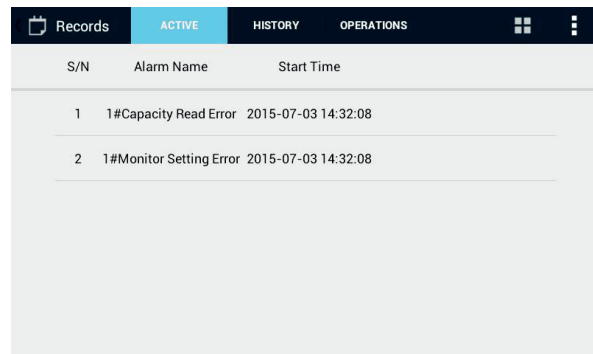 Records ACTIVE HISTORY OPERATIONS
S/N Alarm Name Start Time
1 1#Capacity Read Error 2015-07-03 14:32:08
2 1#Monitor Setting Error 2015-07-03 14:32:08